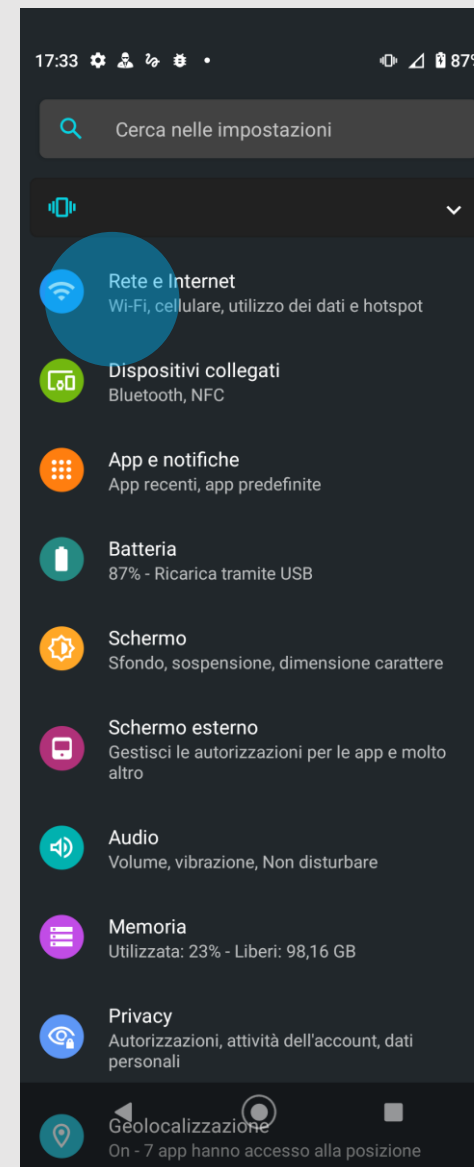 17:33 87%
Cerca nelle impostazioni
Rete e Internet
Wi-Fi, cellulare, utilizzo dei dati e hotspot
Dispositivi collegati
Bluetooth, NFC
App e notifiche
App recenti, app predefinite
Batteria
87% - Ricarica tramite USB
Schermo
Sfondo, sospensione, dimensione carattere
Schermo esterno
Gestisci le autorizzazioni per le app e molto
altro
Audio
Volume, vibrazione, Non disturbare
Memoria
Utilizzata: 23% - Liberi: 98,16 GB
Privacy
Autorizzazioni, attività dell'account, dati
personali
Geolocalizzazione
On - 7 app hanno accesso alla posizione